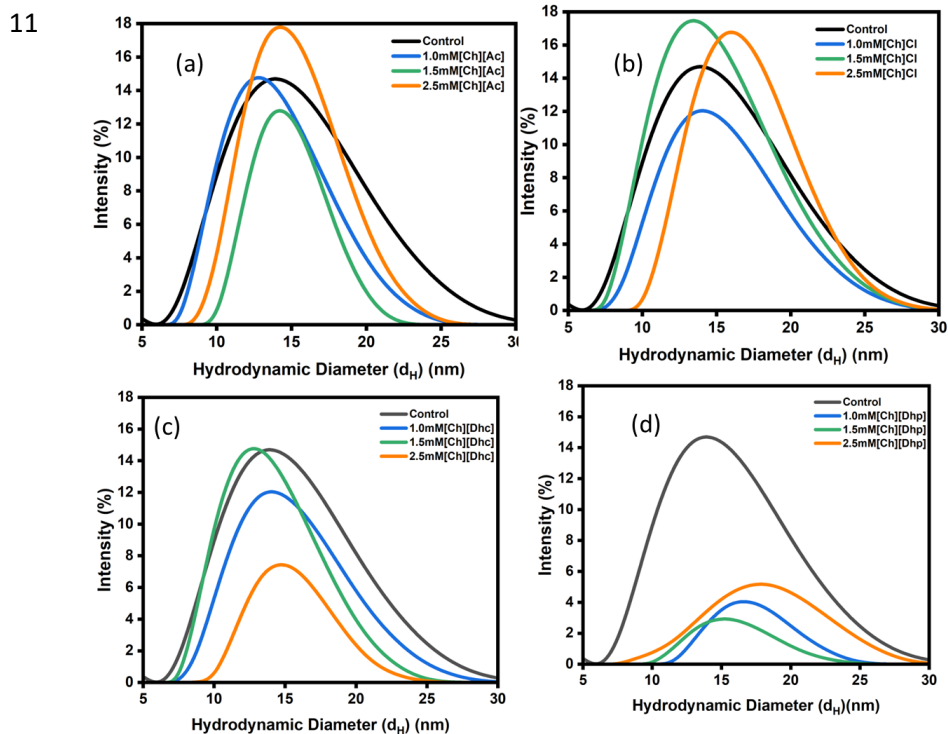 11
(a)
Control
1.0mM[Ch][Ac]
1.5mM[Ch][Ac]
2.5mM[Ch][Ac]
Intensity (%)
18
16
14
12
10
8
6
4
2
0
5 10 15 20 25 30
Hydrodynamic Diameter (dH) (nm)
(b)
Control
1.0mM[Ch]Cl
1.5mM[Ch]Cl
2.5mM[Ch]Cl
Intensity (%)
18
16
14
12
10
8
6
4
2
0
5 10 15 20 25 30
Hydrodynamic Diameter (dH) (nm)
(c)
Control
1.0mM[Ch][Dhc]
1.5mM[Ch][Dhc]
2.5mM[Ch][Dhc]
Intensity (%)
18
16
14
12
10
8
6
4
2
0
5 10 15 20 25 30
Hydrodynamic Diameter (dH) (nm)
(d)
Control
1.0mM[Ch][Dhp]
1.5mM[Ch][Dhp]
2.5mM[Ch][Dhp]
Intensity (%)
18
16
14
12
10
8
6
4
2
0
5 10 15 20 25 30
Hydrodynamic Diameter (dH)(nm)